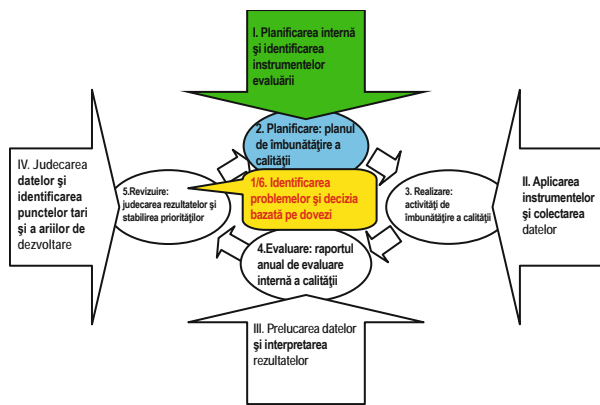 I. Planificarea internă
şi identificarea
instrumentelor
evaluării
2. Planificare: planul
de îmbunătăţire a
calităţii
IV. Judecarea
datelor şi
identificarea
punctelor tari
şi a ariilor de
dezvoltare
5.Revizuire:
judecarea rezultatelor şi
stabilirea priorităţilor
1/6. Identificarea
problemelor şi decizia
bazată pe dovezi
3. Realizare:
activităţi de
îmbunătăţire a calităţii
II. Aplicarea
instrumentelor
şi colectarea
datelor
4.Evaluare: raportul
anual de evaluare
internă a calităţii
III. Prelucarea datelor
şi interpretarea
rezultatelor